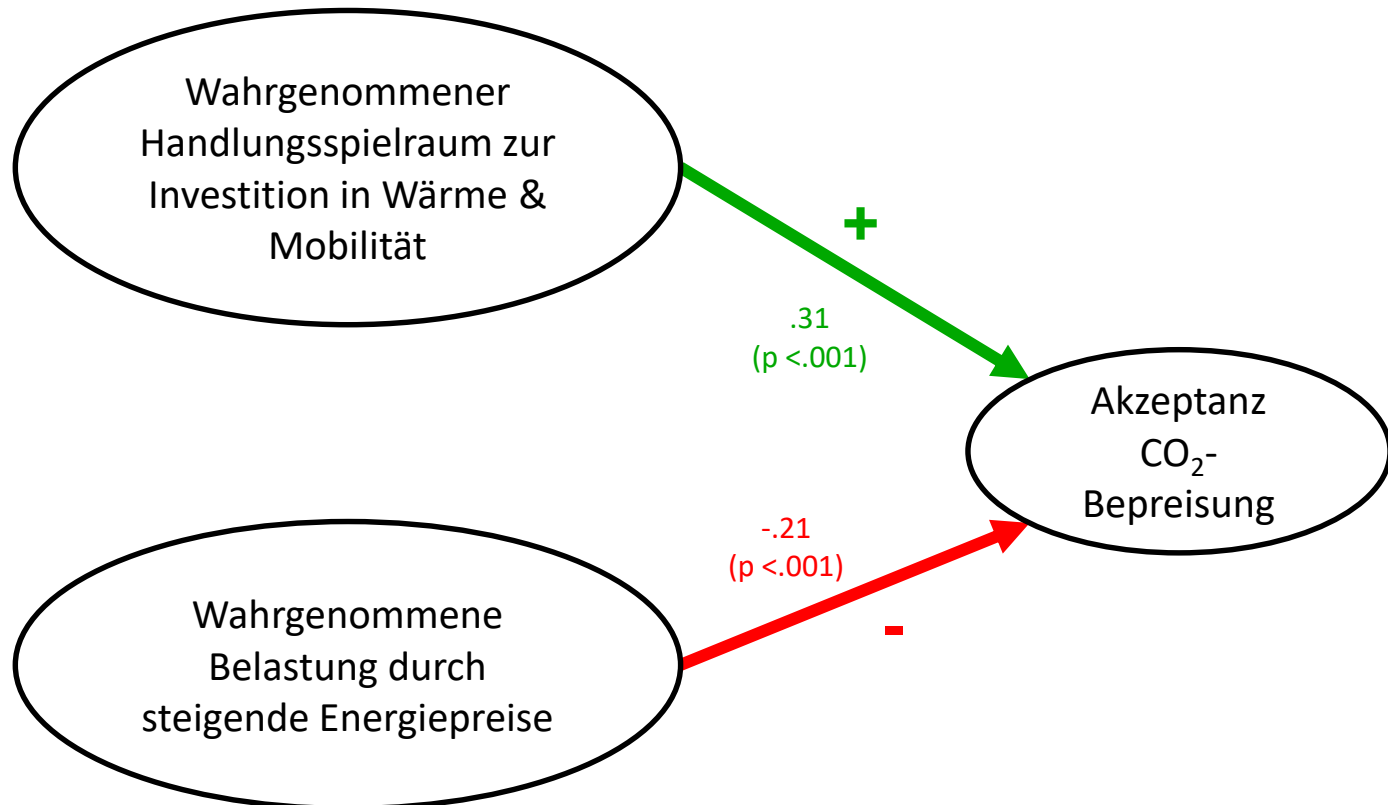 Wahrgenommener
Handlungsspielraum zur
Investition in Wärme &
Mobilität
+
.31
(p <.001)
Akzeptanz
CO₂-
Bepreisung
-.21
(p <.001)
-
Wahrgenommene
Belastung durch
steigende Energiepreise